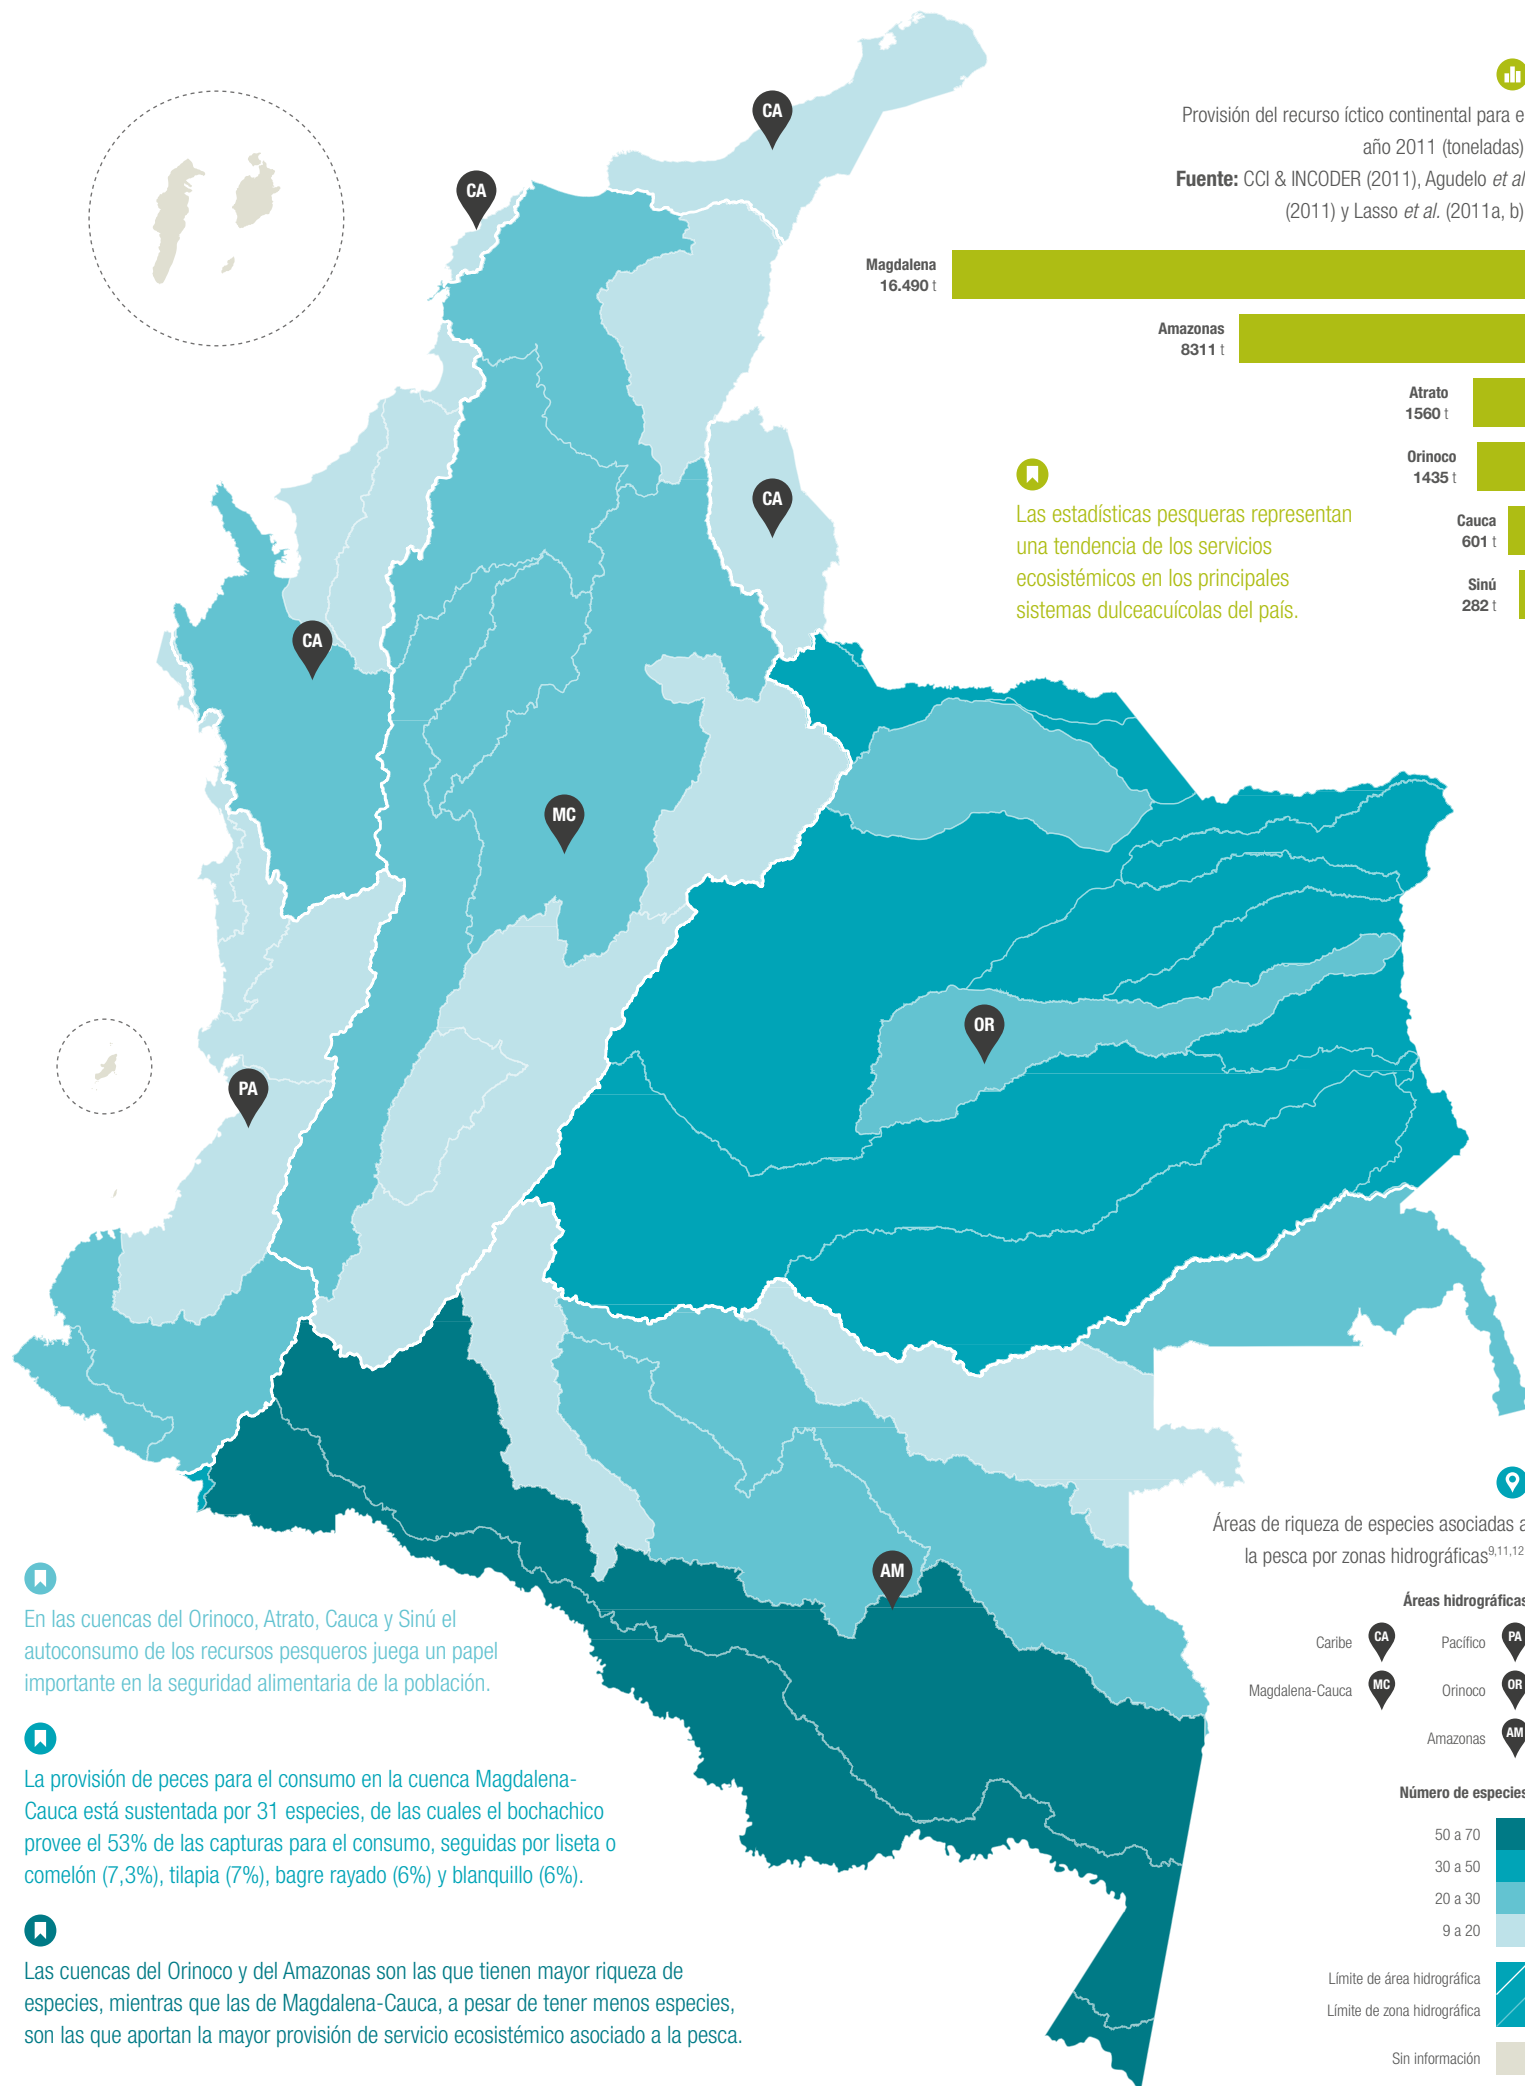 CA
CA
Provisión del recurso íctico continental para e
año 2011 (toneladas)
Fuente: CCI & INCODER (2011), Agudelo et al
(2011) y Lasso et al. (2011a, b)
Magdalena
16.490 t
Amazonas
8311 t
Atrato
1560 t
Orinoco
1435 t
Cauca
601 t
Sinú
282 t
CA
Las estadísticas pesqueras representan
una tendencia de los servicios
ecosistémicos en los principales
sistemas dulceacuícolas del país.
CA
MC
OR
PA
AM
En las cuencas del Orinoco, Atrato, Cauca y Sinú el
autoconsumo de los recursos pesqueros juega un papel
importante en la seguridad alimentaria de la población.
La provisión de peces para el consumo en la cuenca Magdalena-
Cauca está sustentada por 31 especies, de las cuales el bochachico
provee el 53% de las capturas para el consumo, seguidas por liseta o
comelón (7,3%), tilapia (7%), bagre rayado (6%) y blanquillo (6%).
Las cuencas del Orinoco y del Amazonas son las que tienen mayor riqueza de
especies, mientras que las de Magdalena-Cauca, a pesar de tener menos especies,
son las que aportan la mayor provisión de servicio ecosistémico asociado a la pesca.
Áreas de riqueza de especies asociadas a
la pesca por zonas hidrográficas9,11,12
Áreas hidrográficas
Caribe CA Pacífico PA
Magdalena-Cauca MC Orinoco OR
Amazonas AM
Número de especies
50 a 70
30 a 50
20 a 30
9 a 20
Límite de área hidrográfica
Límite de zona hidrográfica
Sin información